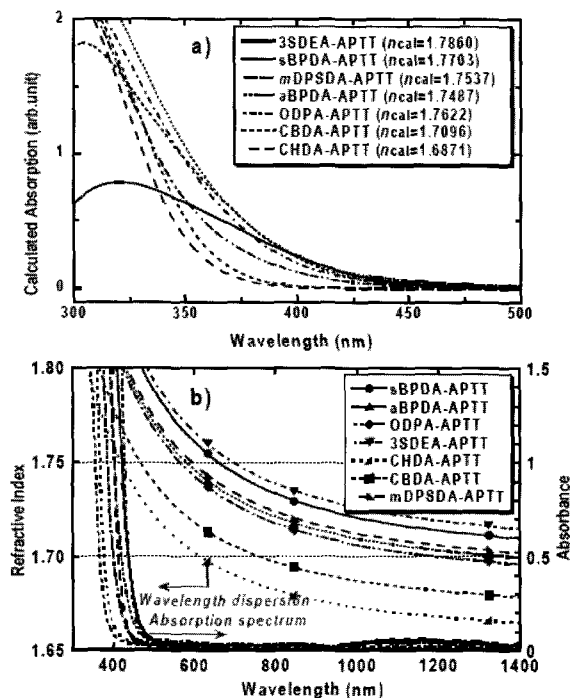 a)
3SDEA-APTT (ncal=1.7860)
sBPDA-APTT (ncal=1.7703)
mDPSDA-APTT (ncal=1.7537)
aBPDA-APTT (ncal=1.7487)
ODPA-APTT (ncal=1.7622)
CBDA-APTT (ncal=1.7096)
CHDA-APTT (ncal=1.6871)
Calculated Absorption (arb.unit)
2
1
0
300 350 400 450 500
Wavelength (nm)
b)
sBPDA-APTT
aBPDA-APTT
ODPA-APTT
3SDEA-APTT
CHDA-APTT
CBDA-APTT
mDPSDA-APTT
Refractive Index
1.80
1.75
1.70
1.65
Absorbance
1.5
1
0.5
0
Wavelength dispersion
Absorption spectrum
400 600 800 1000 1200 1400
Wavelength (nm)